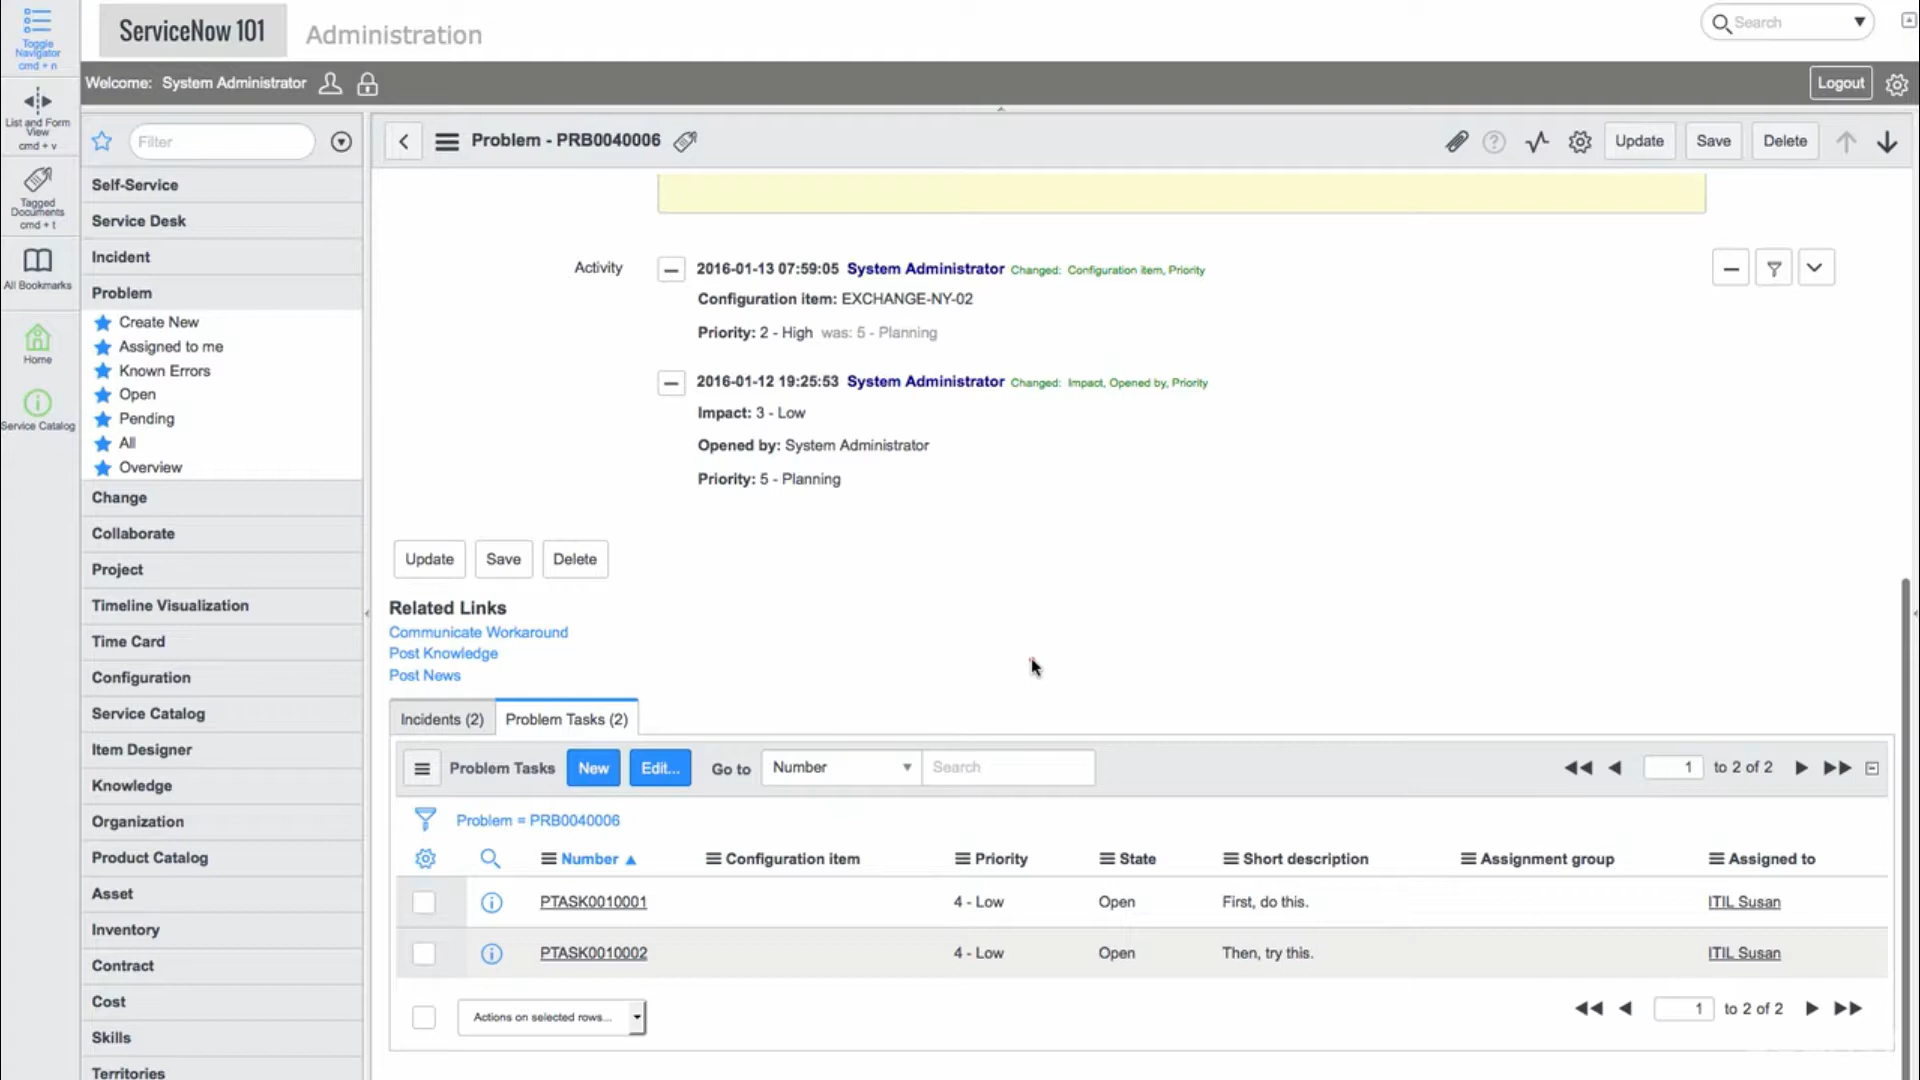 Toggle
Navigator
cmd + n
ServiceNow 101
Administration
Search
Welcome: System Administrator
Logout
List and Form
View
cmd + v
Filter
Problem - PRB0040006
Update
Save
Delete
Tagged
Documents
cmd + t
All Bookmarks
Home
Service Catalog
Self-Service
Service Desk
Incident
Problem
Create New
Assigned to me
Known Errors
Open
Pending
All
Overview
Change
Collaborate
Project
Timeline Visualization
Time Card
Configuration
Service Catalog
Item Designer
Knowledge
Organization
Product Catalog
Asset
Inventory
Contract
Cost
Skills
Territories
Activity
2016-01-13 07:59:05 System Administrator Changed: Configuration item, Priority
Configuration item: EXCHANGE-NY-02
Priority: 2 - High was: 5 - Planning
2016-01-12 19:25:53 System Administrator Changed: Impact, Opened by, Priority
Impact: 3 - Low
Opened by: System Administrator
Priority: 5 - Planning
Update
Save
Delete
Related Links
Communicate Workaround
Post Knowledge
Post News
Incidents (2)
Problem Tasks (2)
Problem Tasks New Edit... Go to Number Search 1 to 2 of 2
Problem = PRB0040006
Number Configuration item Priority State Short description Assignment group Assigned to
PTASK0010001 4 - Low Open First, do this. ITIL Susan
PTASK0010002 4 - Low Open Then, try this. ITIL Susan
Actions on selected rows... 1 to 2 of 2